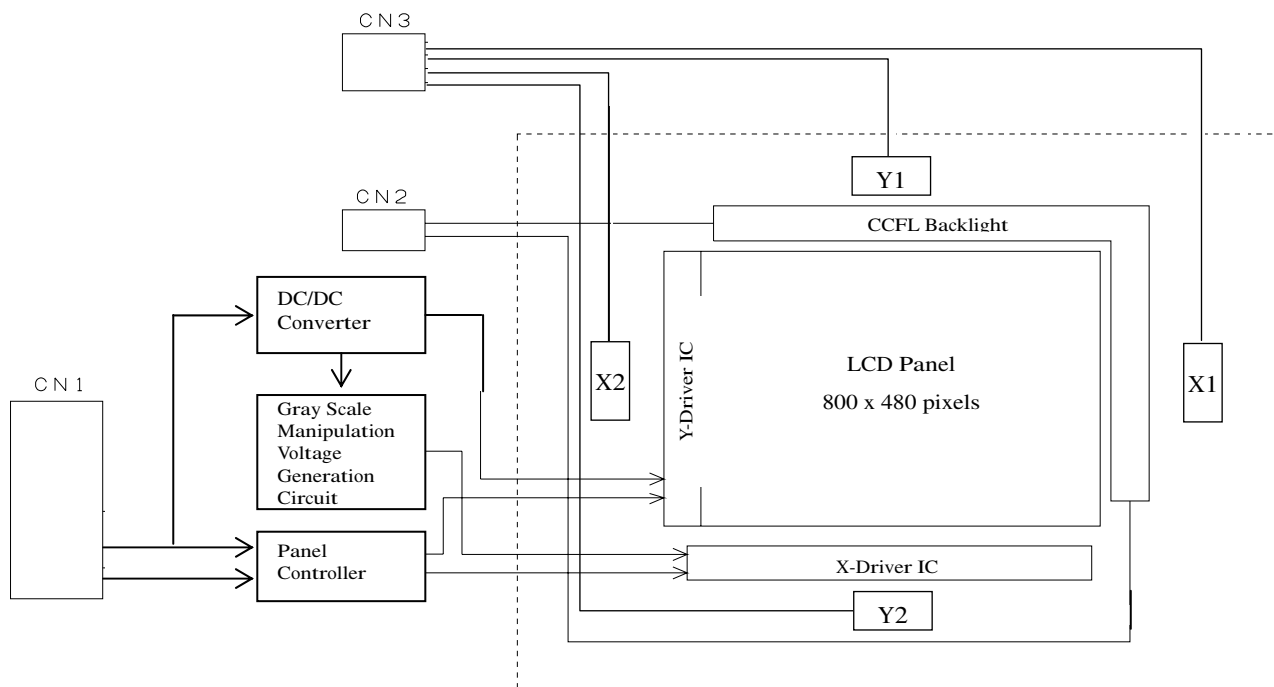 CN3
Y1
CN2
CCFL Backlight
DC/DC
Converter
CN1
X2
Y-Driver IC
LCD Panel
800 x 480 pixels
X1
Gray Scale
Manipulation
Voltage
Generation
Circuit
Panel
Controller
X-Driver IC
Y2